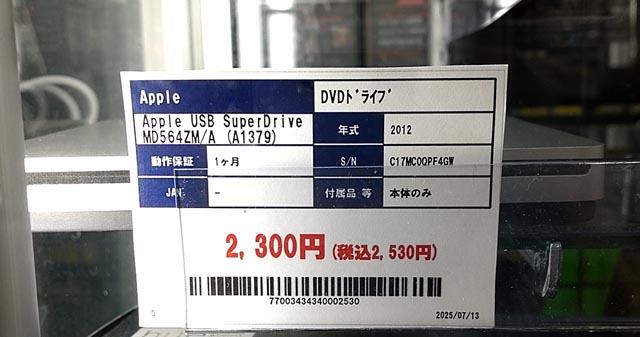 Apple
DVDﾄﾞﾗｲﾌﾞ
Apple USB SuperDrive
MD564ZM/A (A1379)
年式
2012
動作保証
1ヶ月
S/N
C17MC0QPF4GW
JAN
-
付属品 等
本体のみ
2,300円(税込2,530円)
77003434340002530
2025/07/13